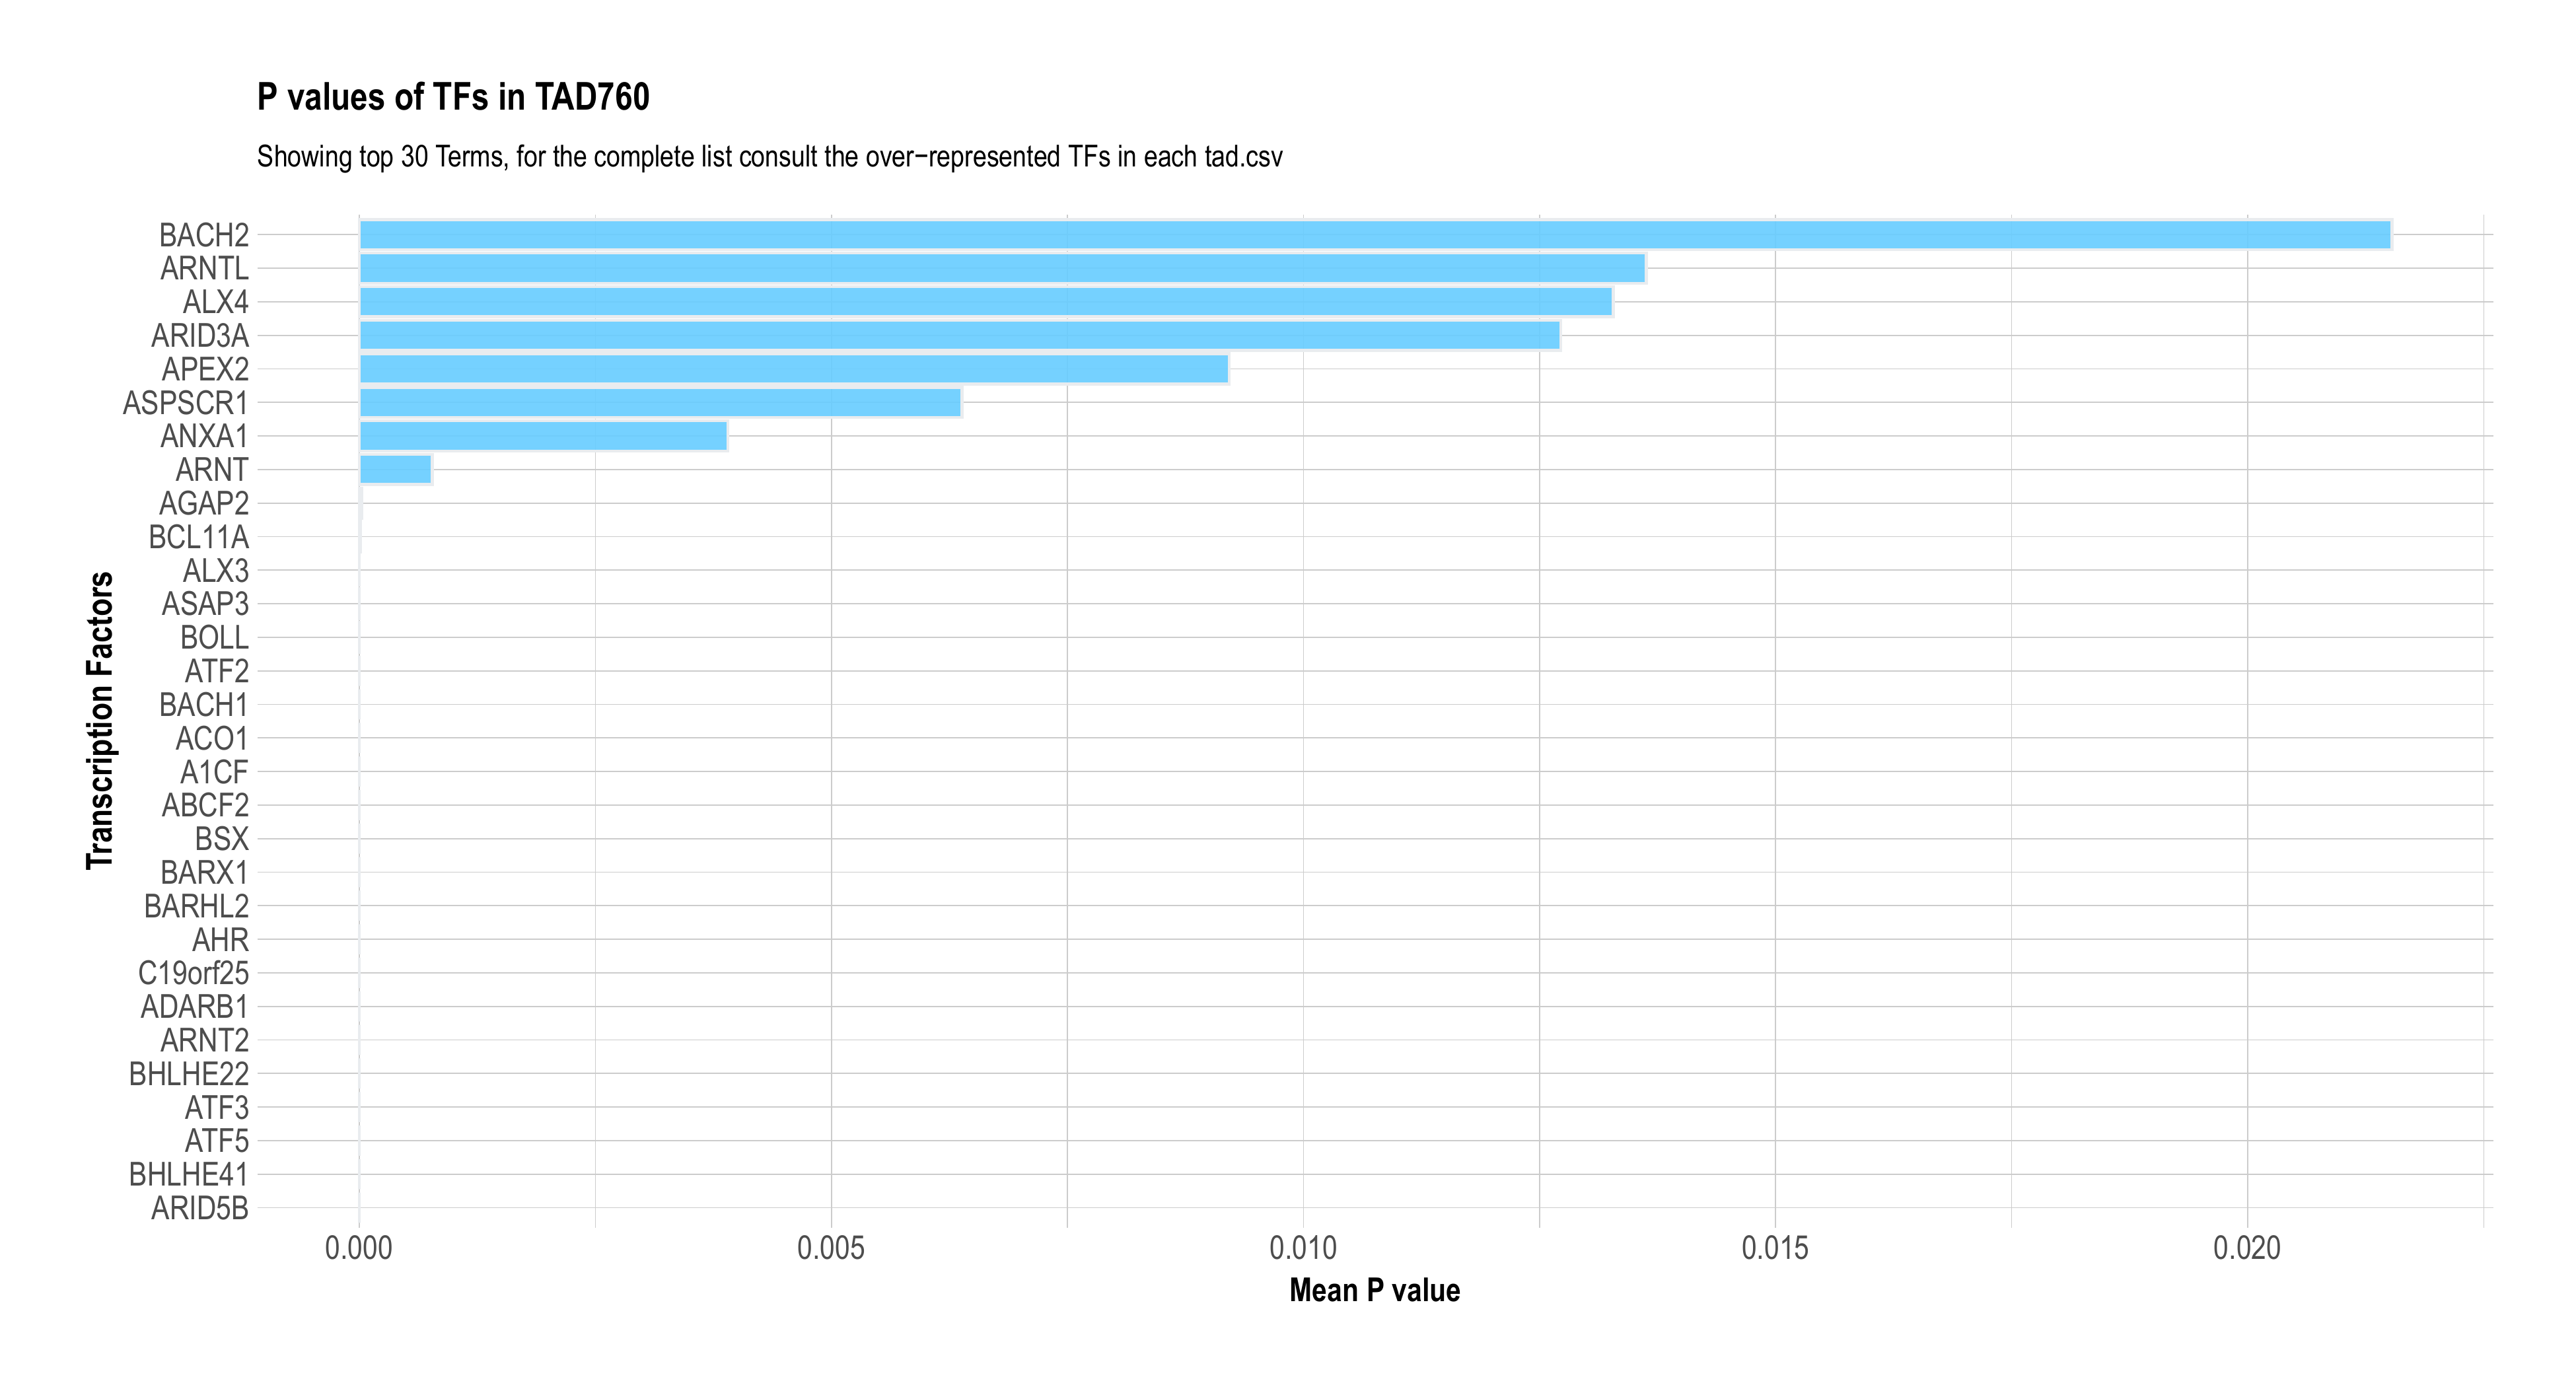 P values of TFs in TAD760
Showing top 30 Terms, for the complete list consult the over−represented TFs in each tad.csv
Transcription Factors
BACH2
ARNTL
ALX4
ARID3A
APEX2
ASPSCR1
ANXA1
ARNT
AGAP2
BCL11A
ALX3
ASAP3
BOLL
ATF2
BACH1
ACO1
A1CF
ABCF2
BSX
BARX1
BARHL2
AHR
C19orf25
ADARB1
ARNT2
BHLHE22
ATF3
ATF5
BHLHE41
ARID5B
0.000 0.005 0.010 0.015 0.020
Mean P value